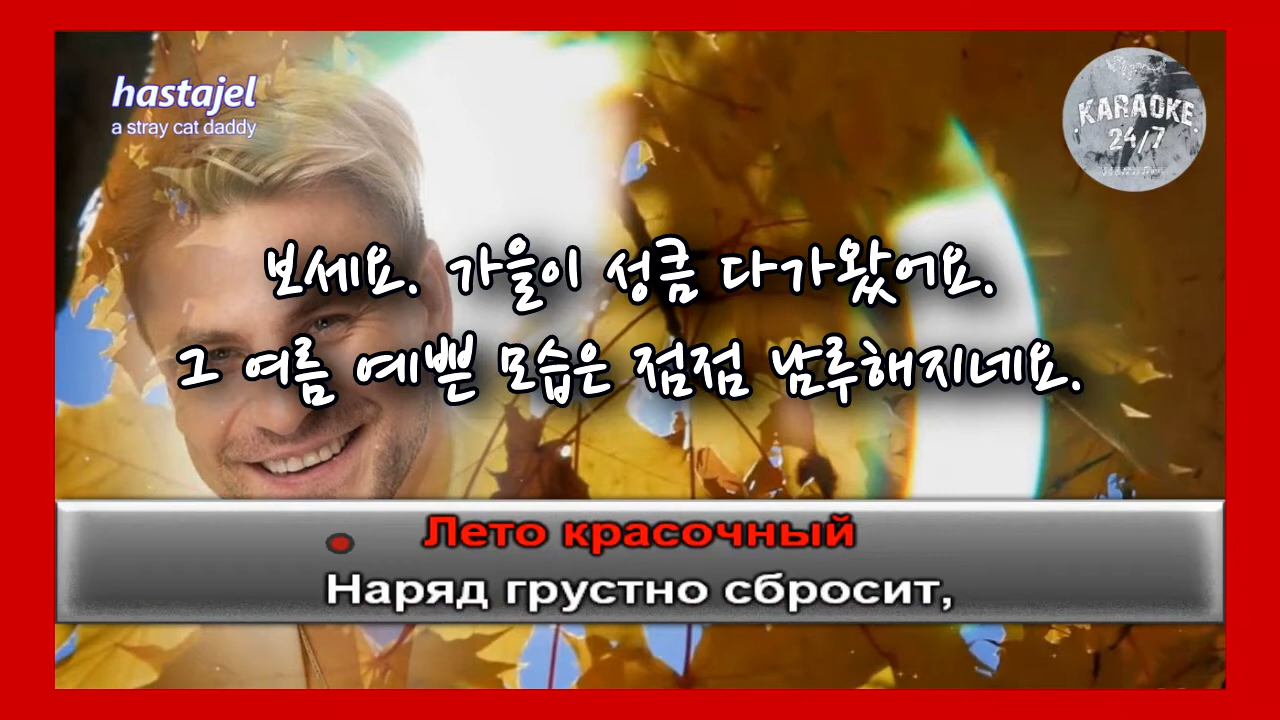 hastajel
a stray cat daddy
KARAOKE
24/7
보세요. 가을이 성큼 다가왔어요.
그 여름 예쁜 모습은 점점 남루해지네요.
Лето красочный
Наряд грустно сбросит,